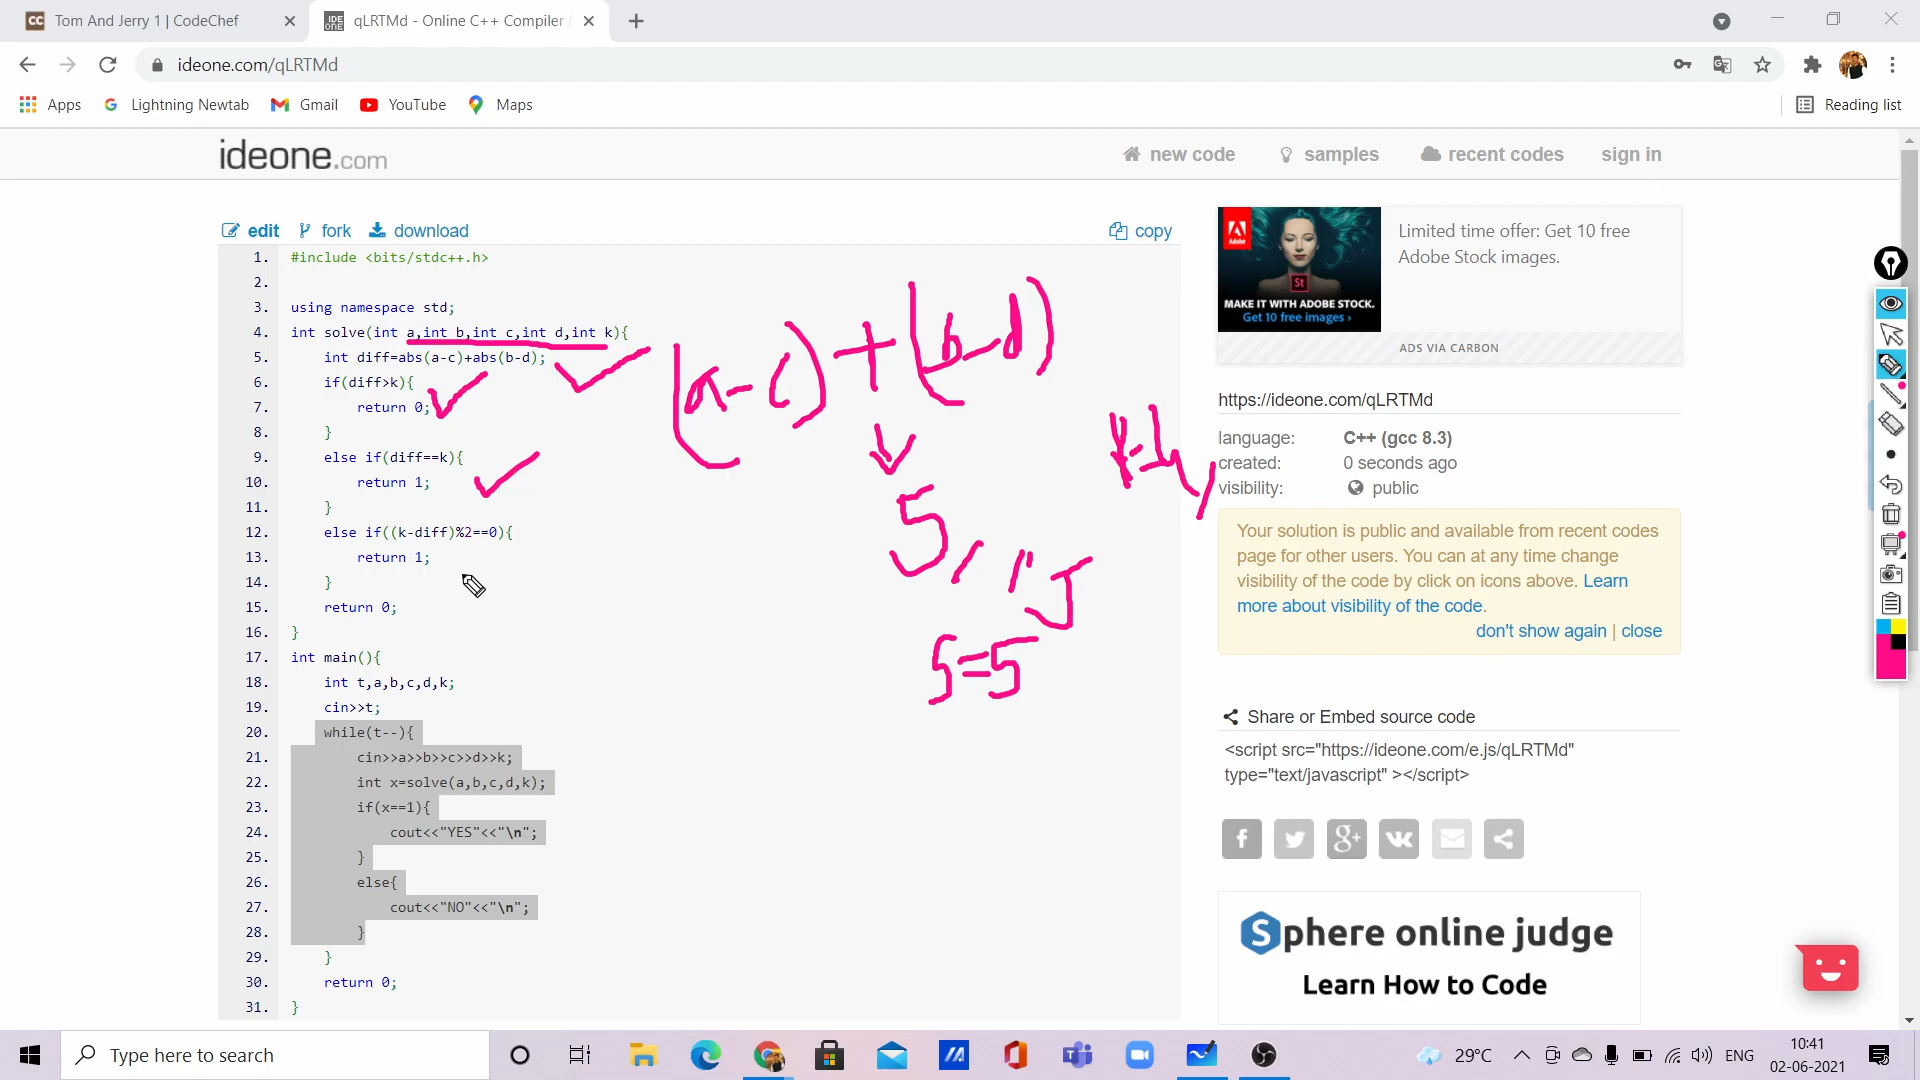 Tom And Jerry 1 | CodeChef
qLRTMd - Online C++ Compiler
ideone.com/qLRTMd
Apps
Lightning Newtab
Gmail
YouTube
Maps
Reading list
ideone.com
new code
samples
recent codes
sign in
edit
fork
download
copy
1. #include <bits/stdc++.h>
2.
3. using namespace std;
4. int solve(int a,int b,int c,int d,int k){
5. int diff=abs(a-c)+abs(b-d);
6. if(diff>k){
7. return 0;
8. }
9. else if(diff==k){
10. return 1;
11. }
12. else if((k-diff)%2==0){
13. return 1;
14. }
15. return 0;
16. }
17. int main(){
18. int t,a,b,c,d,k;
19. cin>>t;
20. while(t--){
21. cin>>a>>b>>c>>d>>k;
22. int x=solve(a,b,c,d,k);
23. if(x==1){
24. cout<<"YES"<<"\n";
25. }
26. else{
27. cout<<"NO"<<"\n";
28. }
29. }
30. return 0;
31. }
(a-c)+(b-d)
5
5=5
Adobe
St
MAKE IT WITH ADOBE STOCK.
Get 10 free images ›
Limited time offer: Get 10 free
Adobe Stock images.
ADS VIA CARBON
https://ideone.com/qLRTMd
language: C++ (gcc 8.3)
created: 0 seconds ago
visibility: public
Your solution is public and available from recent codes
page for other users. You can at any time change
visibility of the code by click on icons above. Learn
more about visibility of the code.
don't show again | close
Share or Embed source code
<script src="https://ideone.com/e.js/qLRTMd"
type="text/javascript" ></script>
Sphere online judge
Learn How to Code
Type here to search
29°C
ENG
10:41
02-06-2021